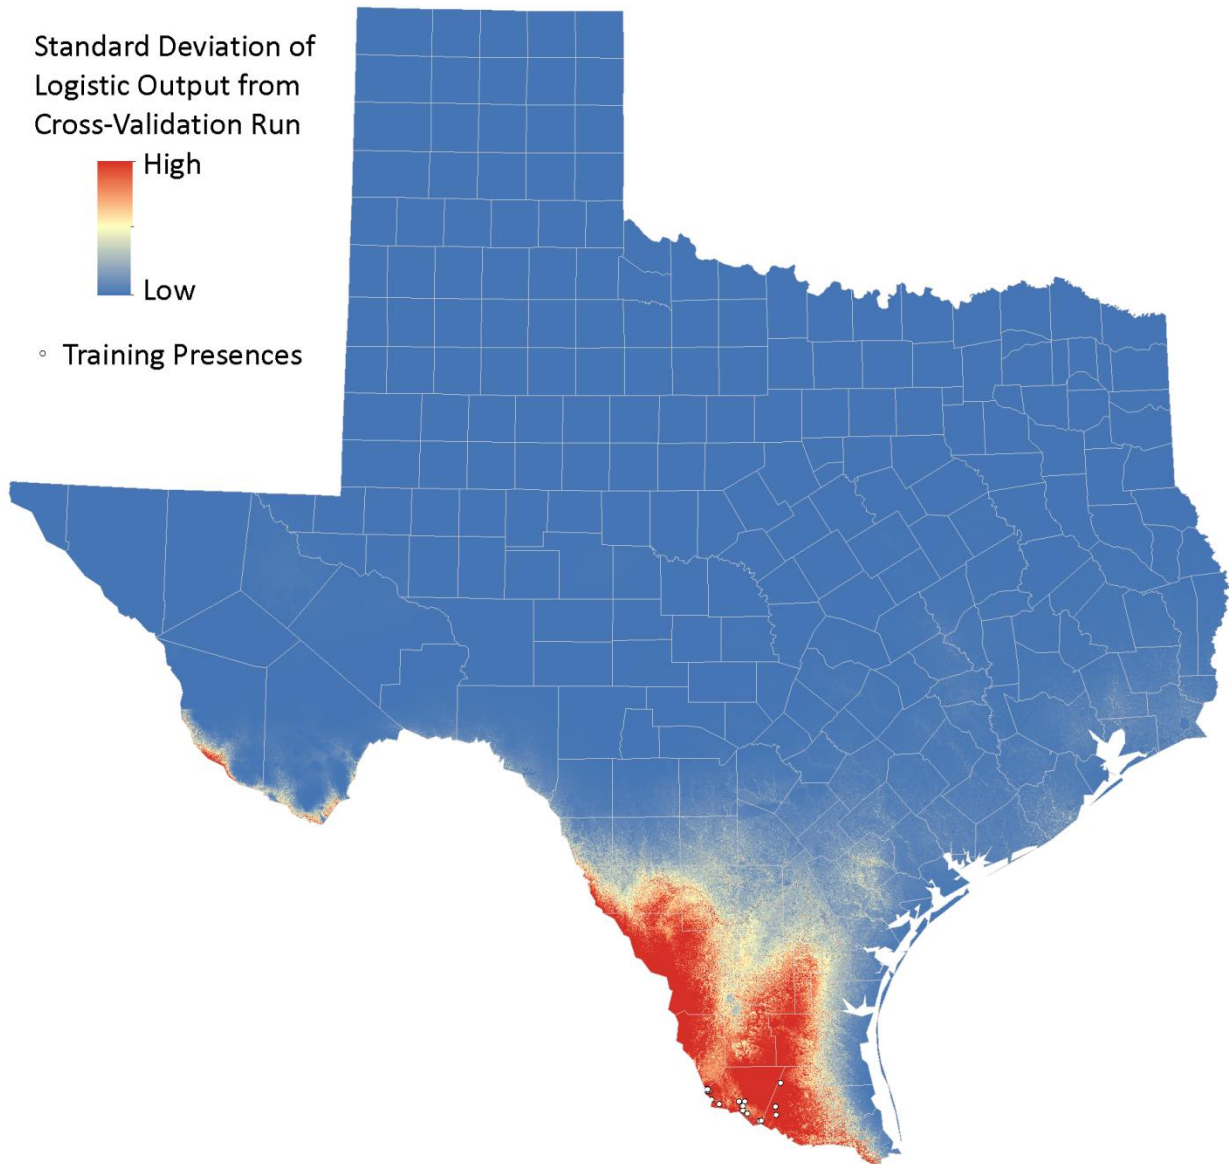 Standard Deviation of
Logistic Output from
Cross-Validation Run
High
Low
Training Presences